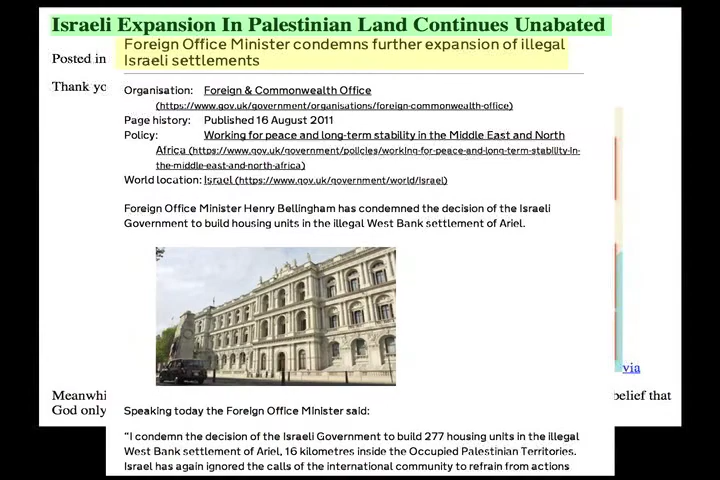 Israeli Expansion In Palestinian Land Continues Unabated
Foreign Office Minister condemns further expansion of illegal
Israeli settlements
Posted in
Thank yo
Organisation: Foreign & Commonwealth Office
(https://www.gov.uk/government/organisations/foreign-commonwealth-office)
Page history: Published 16 August 2011
Policy: Working for peace and long-term stability in the Middle East and North
Africa (https://www.gov.uk/government/policies/working-for-peace-and-long-term-stability-in-
the-middle-east-and-north-africa)
World location: Israel (https://www.gov.uk/government/world/israel)
Foreign Office Minister Henry Bellingham has condemned the decision of the Israeli
Government to build housing units in the illegal West Bank settlement of Ariel.
via
Meanwhi
belief that
God only
Speaking today the Foreign Office Minister said:
"I condemn the decision of the Israeli Government to build 277 housing units in the illegal
West Bank settlement of Ariel, 16 kilometres inside the Occupied Palestinian Territories.
Israel has again ignored the calls of the international community to refrain from actions